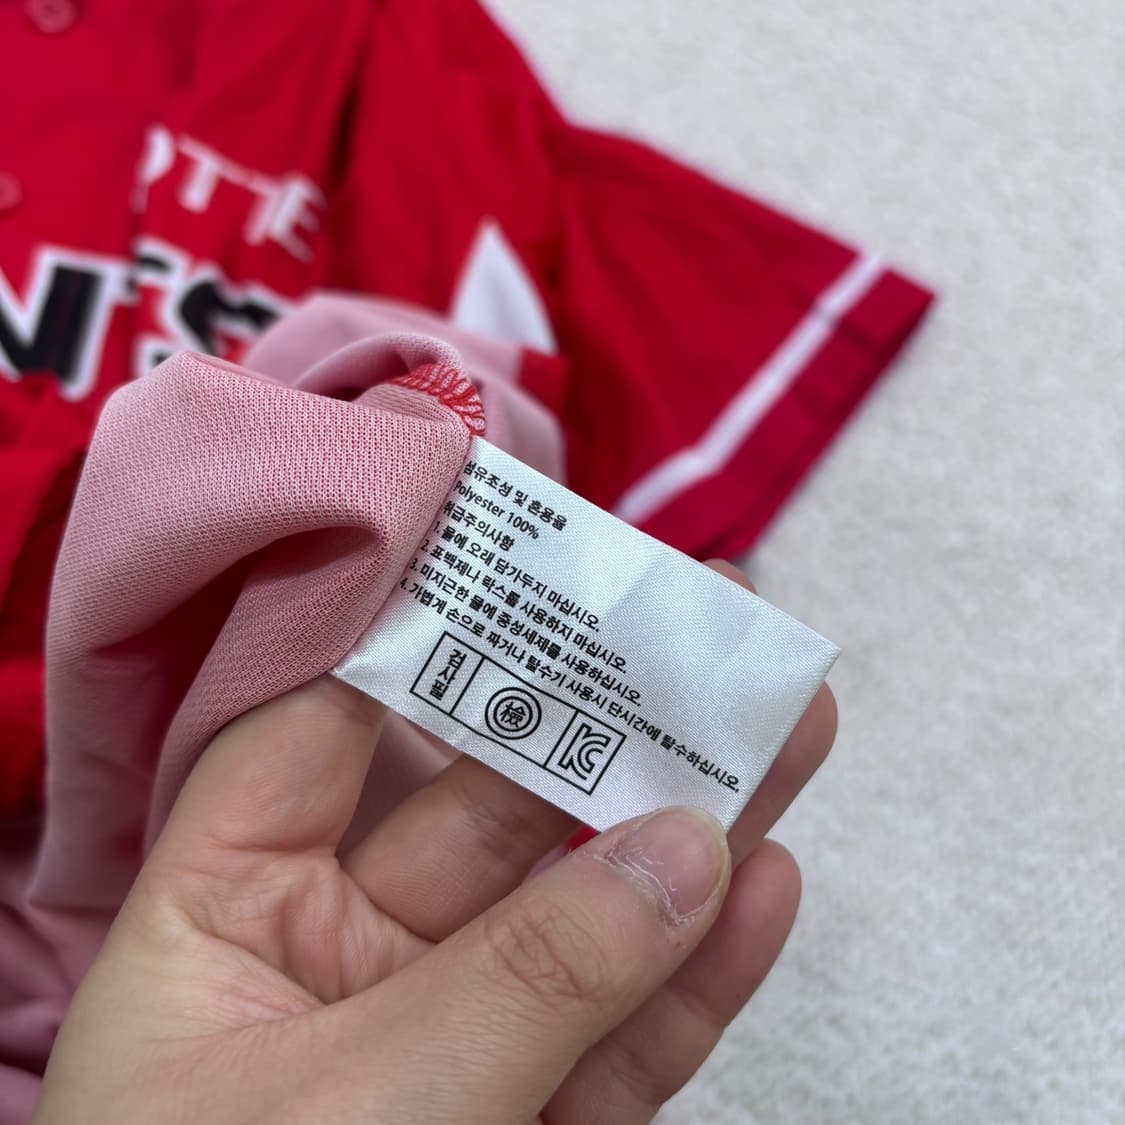 OTTE
NTS
섬유조성 및 혼용율
Polyester 100%
취급주의사항
1. 물에 오래 담가두지 마십시오.
2. 표백제나 락스를 사용하지 마십시오.
3. 미지근한 물에 중성세제를 사용하십시오.
4. 가볍게 손으로 짜거나 탈수기 사용시 단시간에 탈수하십시오.
검사필
檢
KC